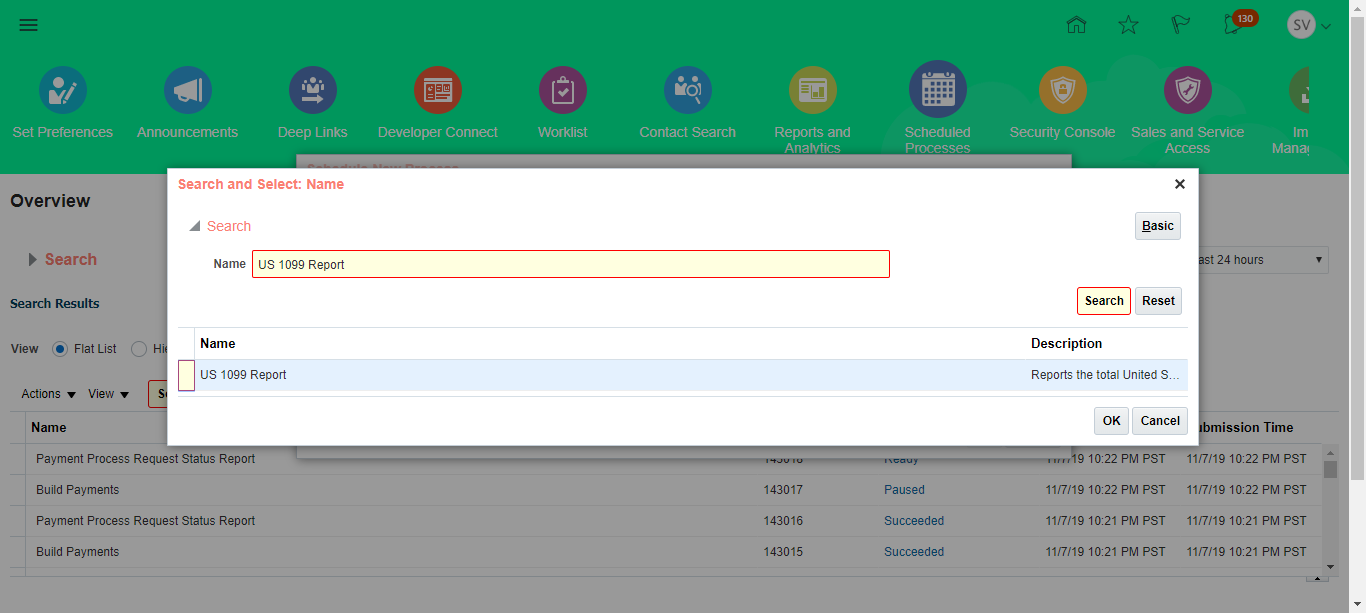 130
SV
Set Preferences
Announcements
Deep Links
Developer Connect
Worklist
Contact Search
Reports and
Analytics
Scheduled
Processes
Security Console
Sales and Service
Access
Im
Manag
Schedule New Process
Search and Select: Name
Search
Basic
Name US 1099 Report
Search Reset
Name Description
US 1099 Report Reports the total United S...
OK Cancel
Overview
Search
ast 24 hours
Search Results
View Flat List Hie
Actions View
Name ubmission Time
Payment Process Request Status Report 143018 Ready 11/7/19 10:22 PM PST 11/7/19 10:22 PM PST
Build Payments 143017 Paused 11/7/19 10:22 PM PST 11/7/19 10:22 PM PST
Payment Process Request Status Report 143016 Succeeded 11/7/19 10:21 PM PST 11/7/19 10:21 PM PST
Build Payments 143015 Succeeded 11/7/19 10:21 PM PST 11/7/19 10:21 PM PST